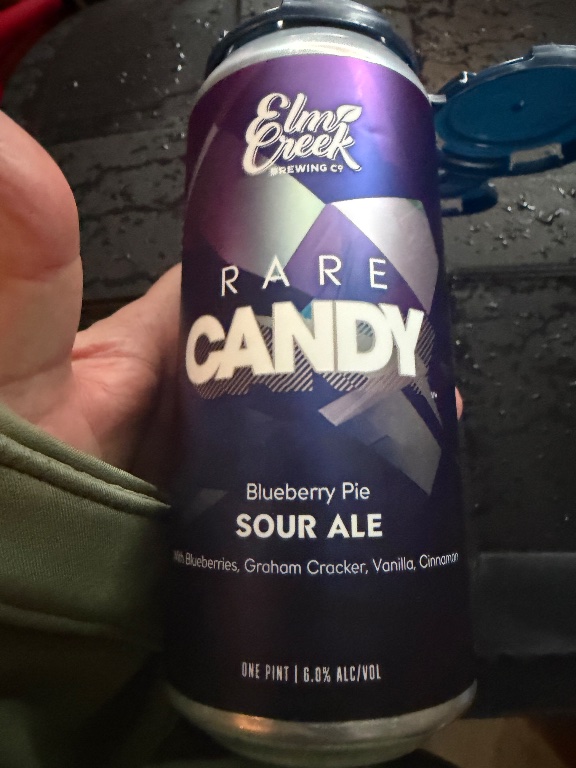 Elm
Creek
BREWING Co
RARE
CANDY
Blueberry Pie
SOUR ALE
With Blueberries, Graham Cracker, Vanilla, Cinnamon
ONE PINT | 6.0% ALC/VOL